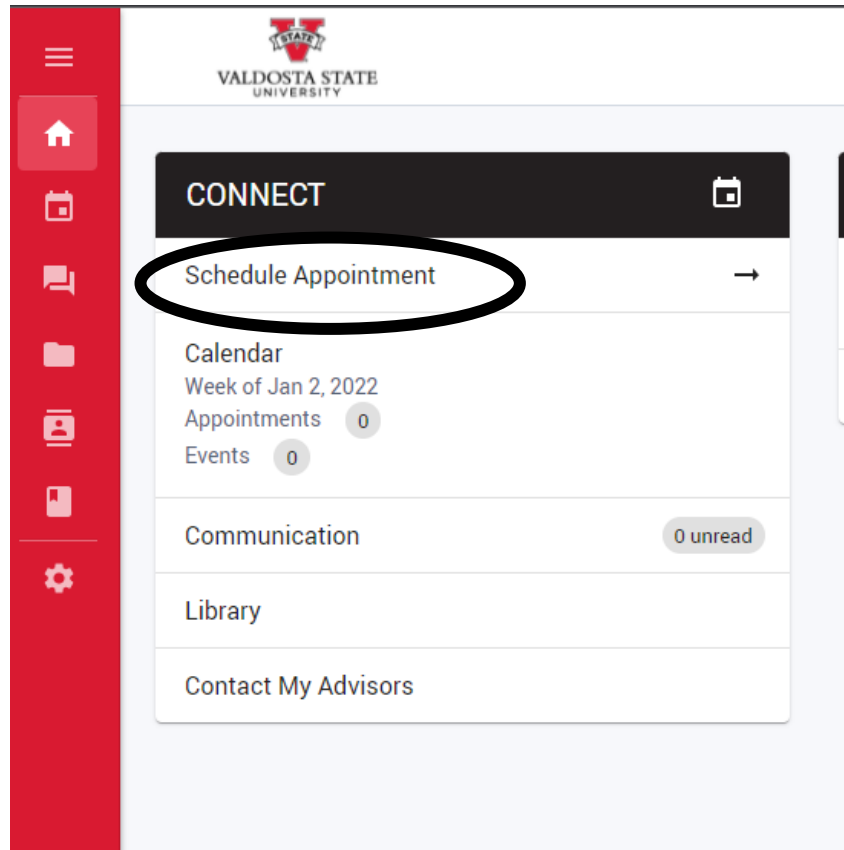 STATE
VALDOSTA STATE
UNIVERSITY
CONNECT
Schedule Appointment
Calendar
Week of Jan 2, 2022
Appointments 0
Events 0
Communication 0 unread
Library
Contact My Advisors